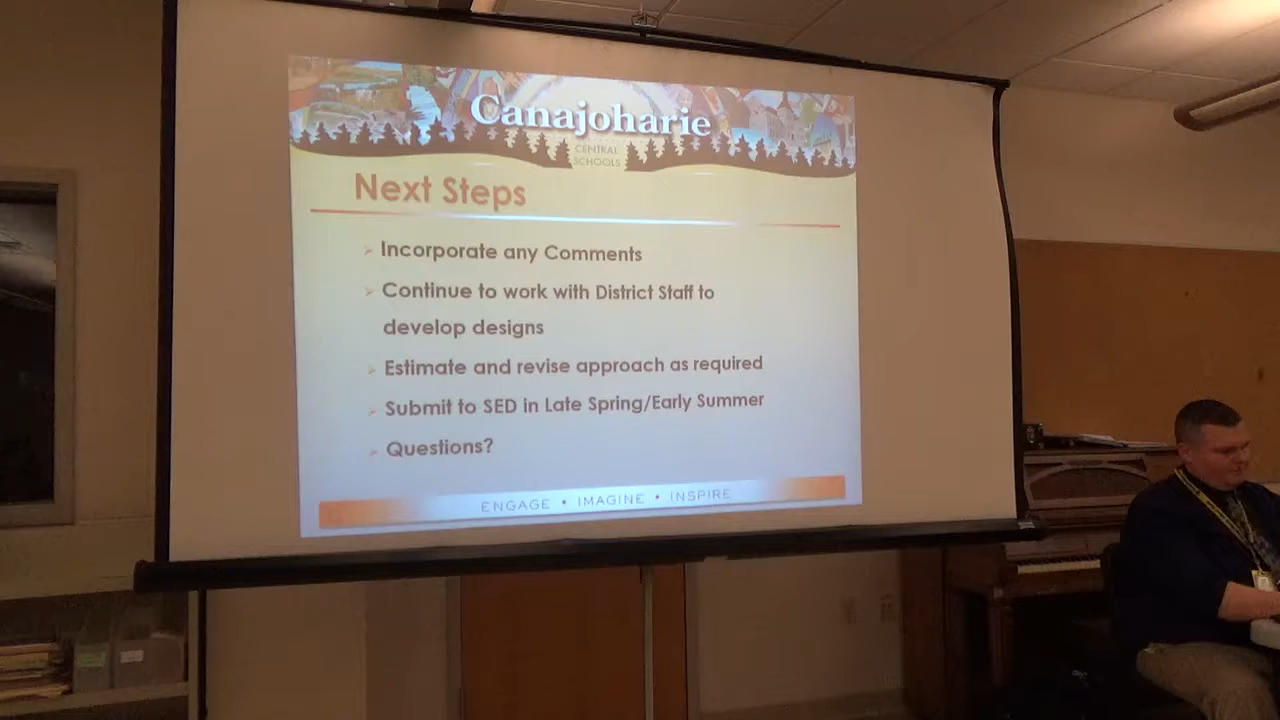 Canajoharie
CENTRAL
SCHOOLS
Next Steps
Incorporate any Comments
Continue to work with District Staff to
develop designs
Estimate and revise approach as required
Submit to SED in Late Spring/Early Summer
Questions?
ENGAGE • IMAGINE • INSPIRE